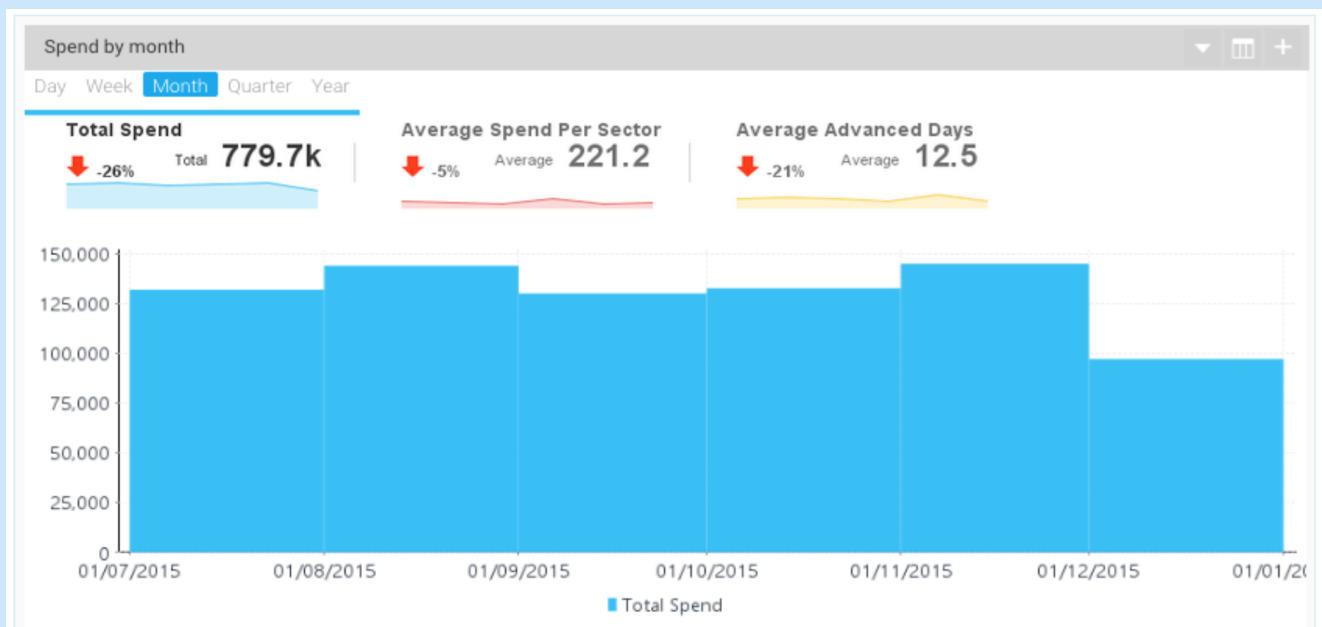 Spend by month
Day Week Month Quarter Year
Total Spend
-26% Total 779.7k
Average Spend Per Sector
-5% Average 221.2
Average Advanced Days
-21% Average 12.5
150,000
125,000
100,000
75,000
50,000
25,000
0
01/07/2015 01/08/2015 01/09/2015 01/10/2015 01/11/2015 01/12/2015 01/01/20
Total Spend